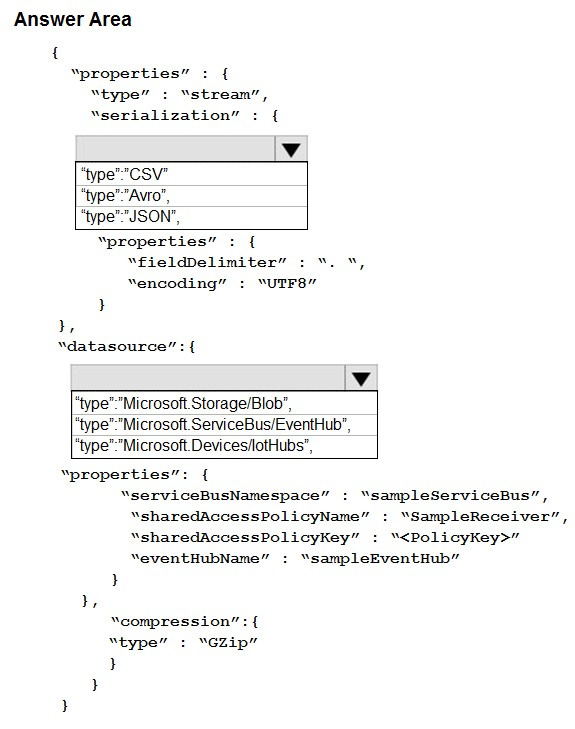 Answer Area
{
“properties” : {
“type” : “stream”,
“serialization” : {
“type”:”CSV”
“type”:”Avro”,
“type”:”JSON”,
“properties” : {
“fieldDelimiter” : “. “,
“encoding” : “UTF8”
}
},
“datasource”:{
“type”:”Microsoft.Storage/Blob”,
“type”:”Microsoft.ServiceBus/EventHub”,
“type”:”Microsoft.Devices/IotHubs”,
“properties”: {
“serviceBusNamespace” : “sampleServiceBus”,
“sharedAccessPolicyName” : “SampleReceiver”,
“sharedAccessPolicyKey” : “<PolicyKey>”
“eventHubName” : “sampleEventHub”
}
},
“compression”:{
“type” : “GZip”
}
}
}